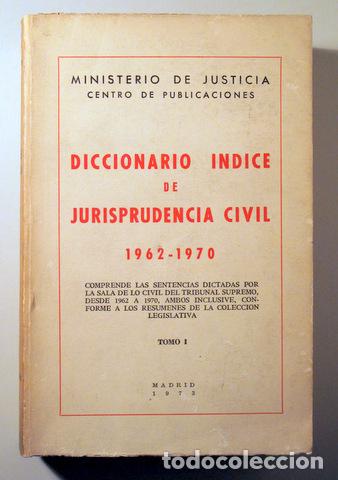 MINISTERIO DE JUSTICIA
CENTRO DE PUBLICACIONES
DICCIONARIO INDICE
DE
JURISPRUDENCIA CIVIL
1962-1970
COMPRENDE LAS SENTENCIAS DICTADAS POR
LA SALA DE LO CIVIL DEL TRIBUNAL SUPREMO,
DESDE 1962 A 1970, AMBOS INCLUSIVE, CON-
FORME A LOS RESUMENES DE LA COLECCION
LEGISLATIVA
TOMO I
MADRID
1973
todocoleccion